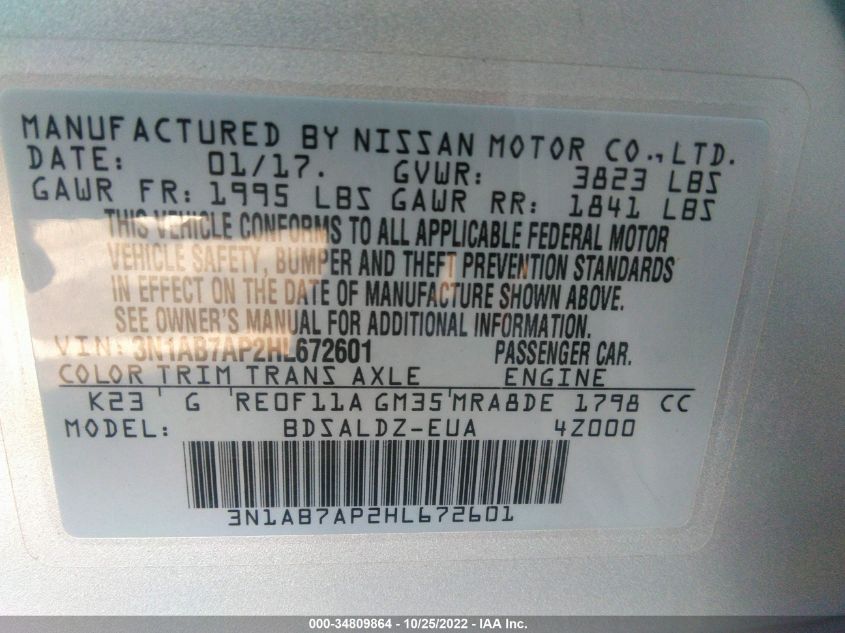 MANUFACTURED BY NISSAN MOTOR CO., LTD.
DATE: 01/17. GVWR: 3823 LBS
GAWR FR: 1995 LBS GAWR RR: 1841 LBS
THIS VEHICLE CONFORMS TO ALL APPLICABLE FEDERAL MOTOR
VEHICLE SAFETY, BUMPER AND THEFT PREVENTION STANDARDS
IN EFFECT ON THE DATE OF MANUFACTURE SHOWN ABOVE.
SEE OWNER'S MANUAL FOR ADDITIONAL INFORMATION.
VIN: 3N1AB7AP2HL672601 PASSENGER CAR.
COLOR TRIM TRANS AXLE ENGINE
K23 ' G ' RE0F11A GM35 ' MRA8DE 1798 CC
MODEL: BDSALDZ-EUA 4Z000
3N1AB7AP2HL672601
000-34809864 - 10/25/2022 - IAA Inc.